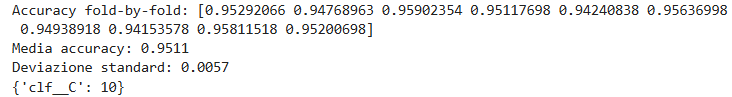 Accuracy fold-by-fold: [0.95292066 0.94768963 0.95902354 0.95117698 0.94240838 0.95636998
0.94938918 0.94153578 0.95811518 0.95200698]
Media accuracy: 0.9511
Deviazione standard: 0.0057
{'clf__C': 10}